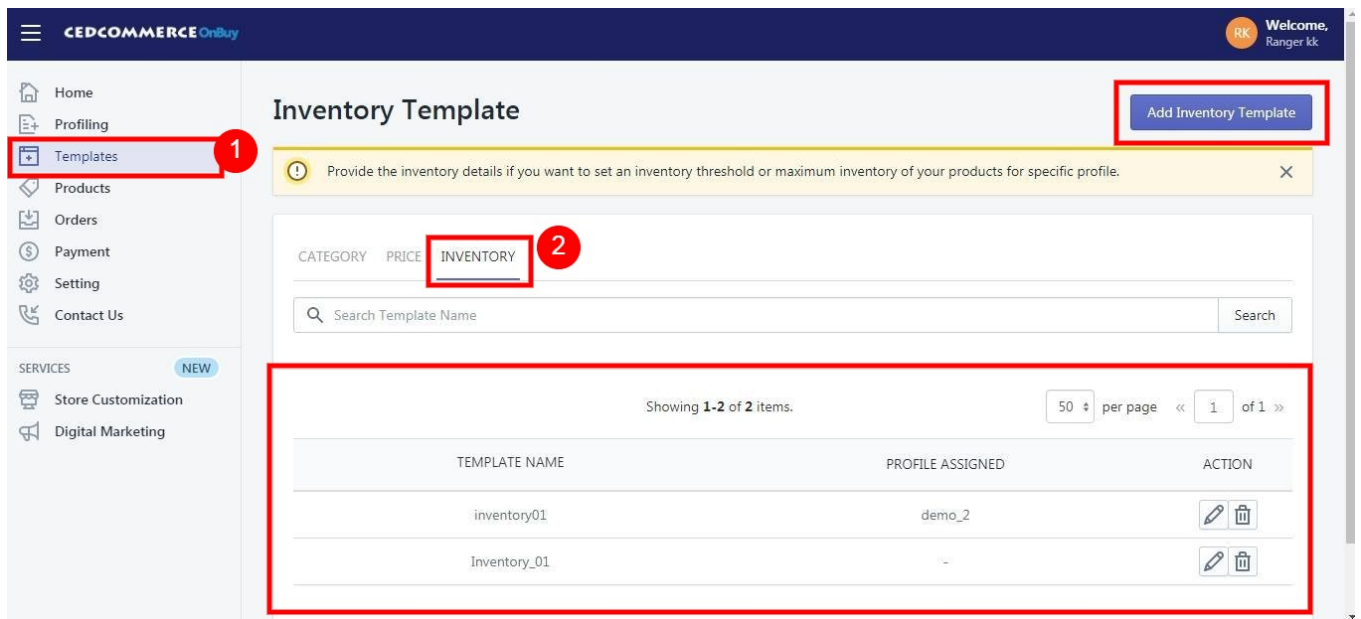 CEDCOMMERCE OnBuy
RK
Welcome,
Ranger kk
Home
Profiling
Templates
1
Products
Orders
Payment
Setting
Contact Us
SERVICES NEW
Store Customization
Digital Marketing
Inventory Template
Add Inventory Template
Provide the inventory details if you want to set an inventory threshold or maximum inventory of your products for specific profile.
CATEGORY PRICE INVENTORY
2
Search Template Name
Search
Showing 1-2 of 2 items.
50 per page « 1 of 1 »
TEMPLATE NAME PROFILE ASSIGNED ACTION
inventory01 demo_2
Inventory_01 -